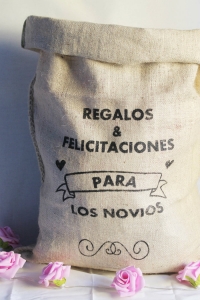 REGALOS
&
FELICITACIONES
PARA
LOS NOVIOS